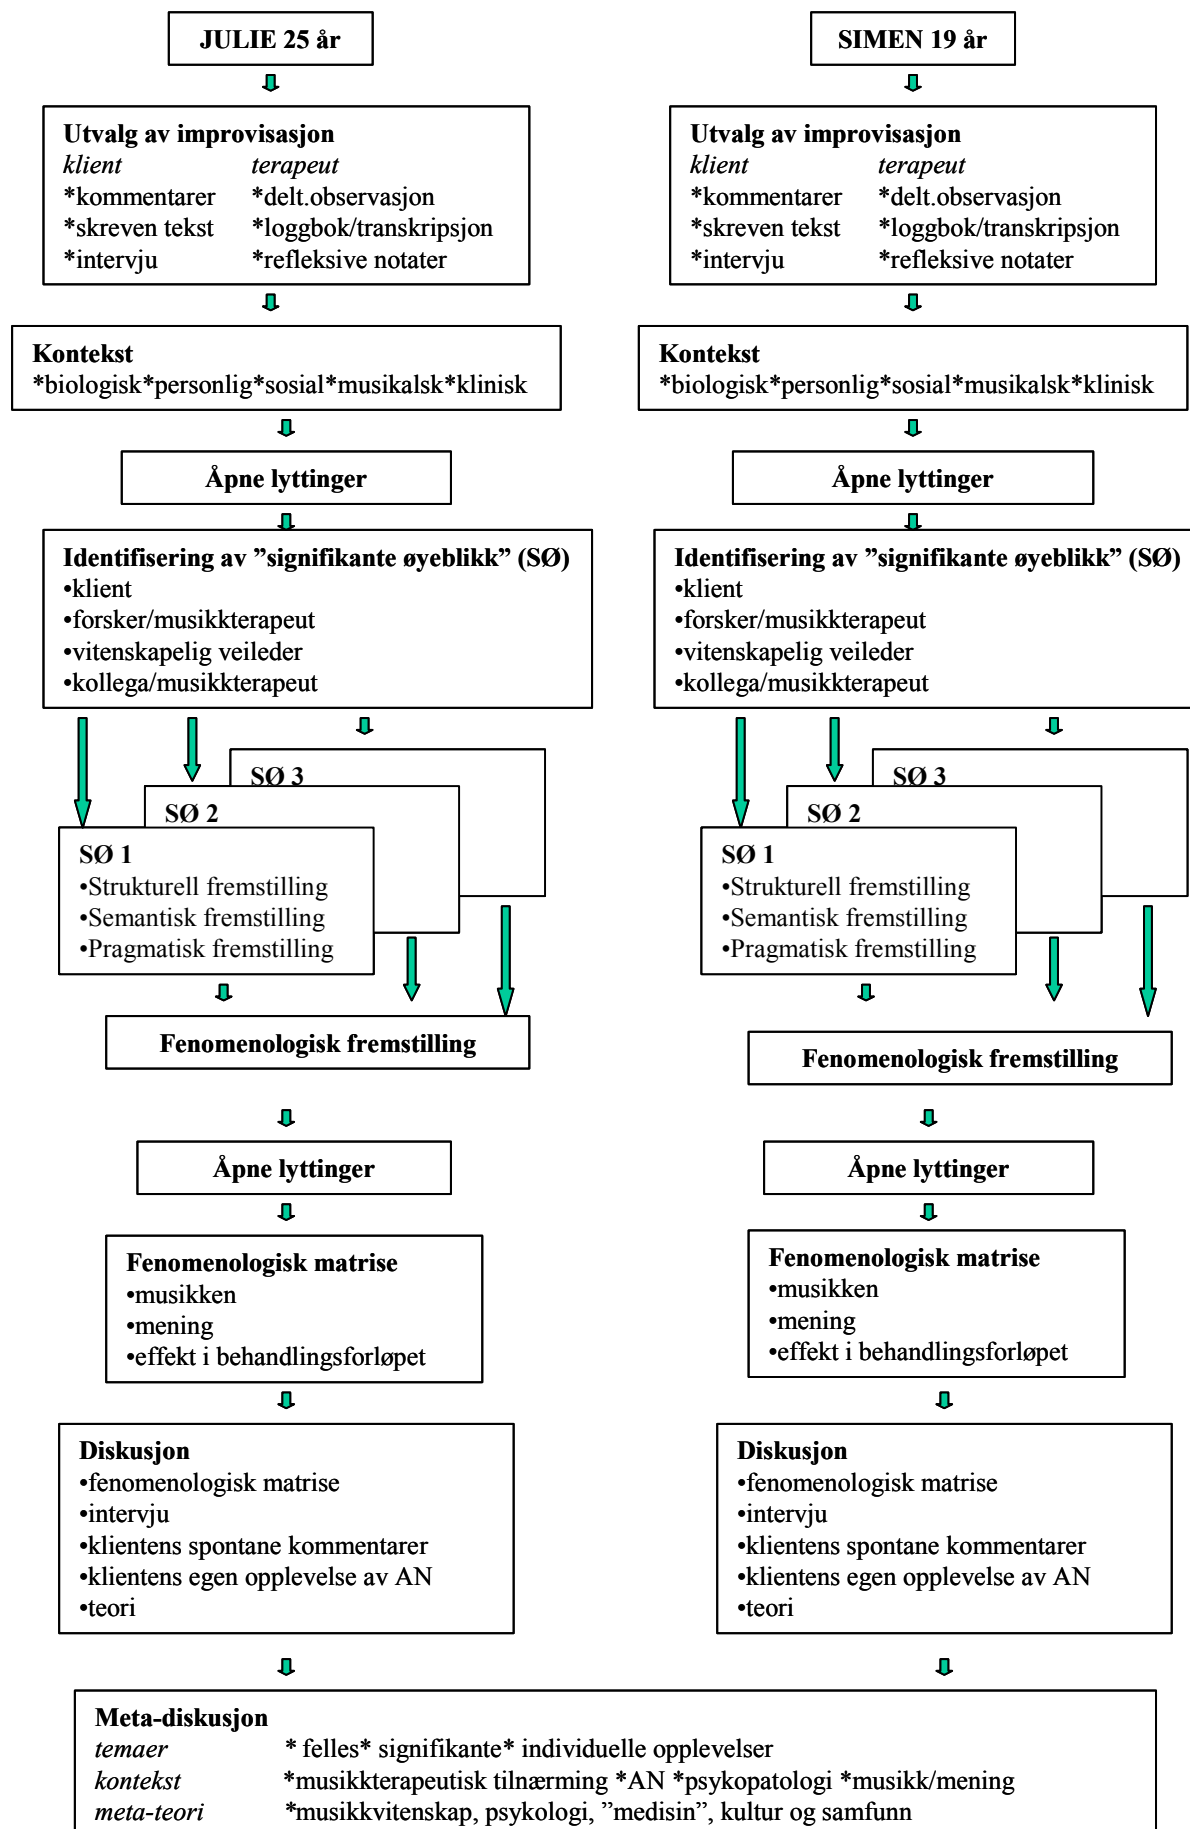 JULIE 25 år
Utvalg av improvisasjon
klient terapeut
*kommentarer *delt.observasjon
*skreven tekst *loggbok/transkripsjon
*intervju *refleksive notater
Kontekst
*biologisk*personlig*sosial*musikalsk*klinisk
Åpne lyttinger
Identifisering av ”signifikante øyeblikk” (SØ)
•klient
•forsker/musikkterapeut
•vitenskapelig veileder
•kollega/musikkterapeut
SØ 3
SØ 2
SØ 1
•Strukturell fremstilling
•Semantisk fremstilling
•Pragmatisk fremstilling
Fenomenologisk fremstilling
Åpne lyttinger
Fenomenologisk matrise
•musikken
•mening
•effekt i behandlingsforløpet
Diskusjon
•fenomenologisk matrise
•intervju
•klientens spontane kommentarer
•klientens egen opplevelse av AN
•teori
SIMEN 19 år
Utvalg av improvisasjon
klient terapeut
*kommentarer *delt.observasjon
*skreven tekst *loggbok/transkripsjon
*intervju *refleksive notater
Kontekst
*biologisk*personlig*sosial*musikalsk*klinisk
Åpne lyttinger
Identifisering av ”signifikante øyeblikk” (SØ)
•klient
•forsker/musikkterapeut
•vitenskapelig veileder
•kollega/musikkterapeut
SØ 3
SØ 2
SØ 1
•Strukturell fremstilling
•Semantisk fremstilling
•Pragmatisk fremstilling
Fenomenologisk fremstilling
Åpne lyttinger
Fenomenologisk matrise
•musikken
•mening
•effekt i behandlingsforløpet
Diskusjon
•fenomenologisk matrise
•intervju
•klientens spontane kommentarer
•klientens egen opplevelse av AN
•teori
Meta-diskusjon
temaer * felles* signifikante* individuelle opplevelser
kontekst *musikkterapeutisk tilnærming *AN *psykopatologi *musikk/mening
meta-teori *musikkvitenskap, psykologi, ”medisin”, kultur og samfunn